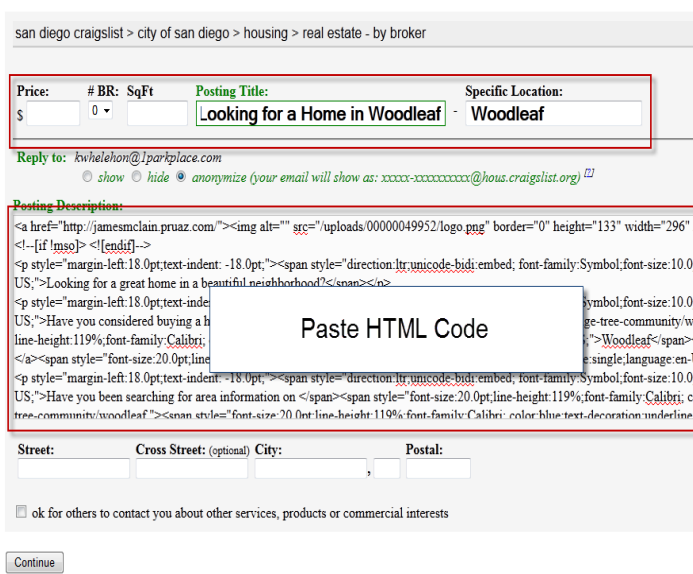 san diego craigslist > city of san diego > housing > real estate - by broker
Price: # BR: SqFt Posting Title: Specific Location:
$ 0 Looking for a Home in Woodleaf - Woodleaf
Reply to: kwhelehon@1parkplace.com
show hide anonymize (your email will show as: xxxxx-xxxxxxxxxx@hous.craigslist.org) [?]
Posting Description:
<a href="http://jamesmclain.pruaz.com/"><img alt="" src="/uploads/00000049952/logo.png" border="0" height="133" width="296"
<!--[if !mso]> <![endif]-->
<p style="margin-left:18.0pt;text-indent: -18.0pt;"><span style="direction:ltr;unicode-bidi:embed; font-family:Symbol;font-size:10.0
US;">Looking for a great home in a beautiful neighborhood?</span></p>
<p style="margin-left:18.0pt;text-inde ymbol;font-size:10.0
US;">Have you considered buying a h ge-tree-community/w
line-height:119%;font-family:Calibri; ;">Woodleaf</span><
</a><span style="font-size:20.0pt;line e:single;language:en-U
Paste HTML Code
<p style="margin-left:18.0pt;text-indent: -18.0pt;"><span style="direction:ltr;unicode-bidi:embed; font-family:Symbol;font-size:10.0
US;">Have you been searching for area information on </span><span style="font-size:20.0pt;line-height:119%;font-family:Calibri; c
tree-community/woodleaf "><span style="font-size:20.0pt;line-height:119%;font-family:Calibri; color:blue;text-decoration:underline
Street: Cross Street: (optional) City: Postal:
,
ok for others to contact you about other services, products or commercial interests
Continue